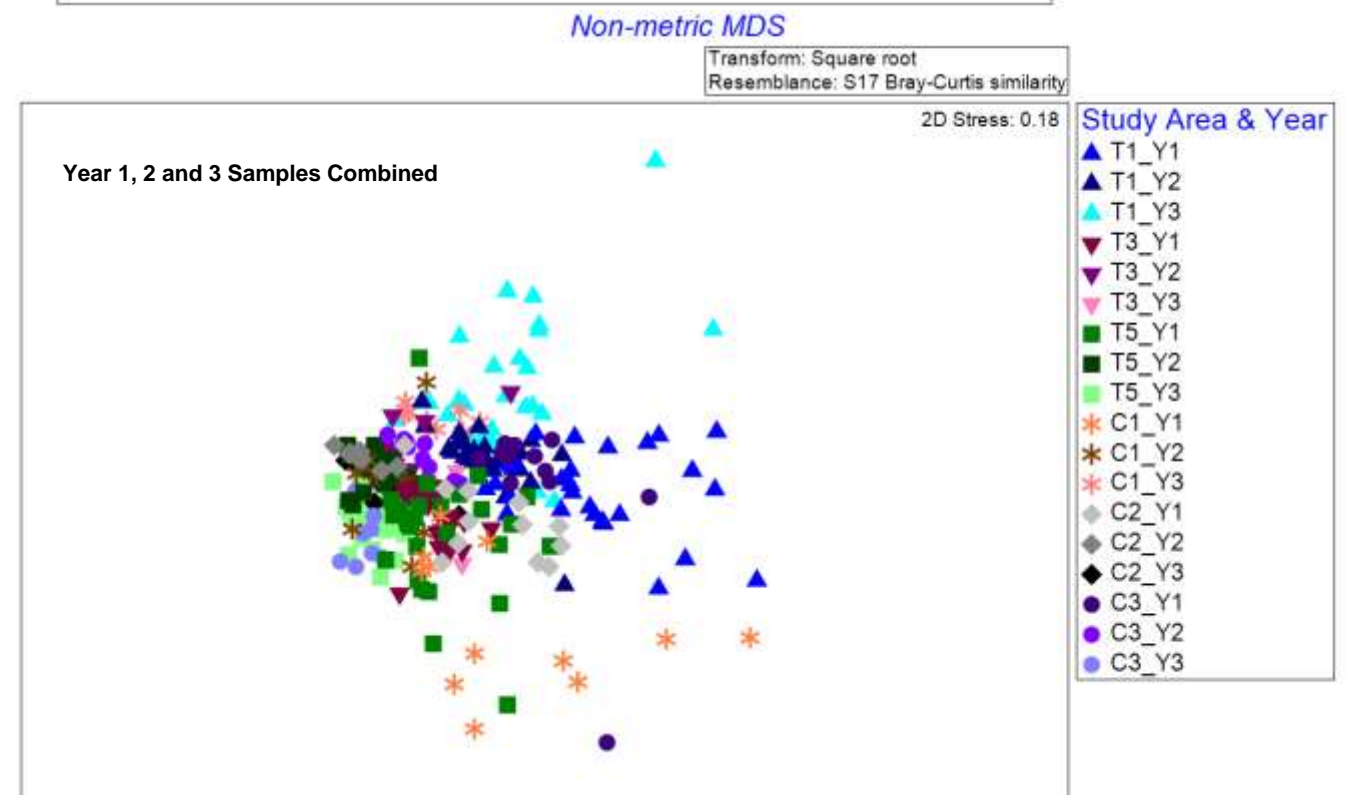 Non-metric MDS
Transform: Square root
Resemblance: S17 Bray-Curtis similarity
2D Stress: 0.18
Year 1, 2 and 3 Samples Combined
Study Area & Year
T1_Y1
T1_Y2
T1_Y3
T3_Y1
T3_Y2
T3_Y3
T5_Y1
T5_Y2
T5_Y3
C1_Y1
C1_Y2
C1_Y3
C2_Y1
C2_Y2
C2_Y3
C3_Y1
C3_Y2
C3_Y3